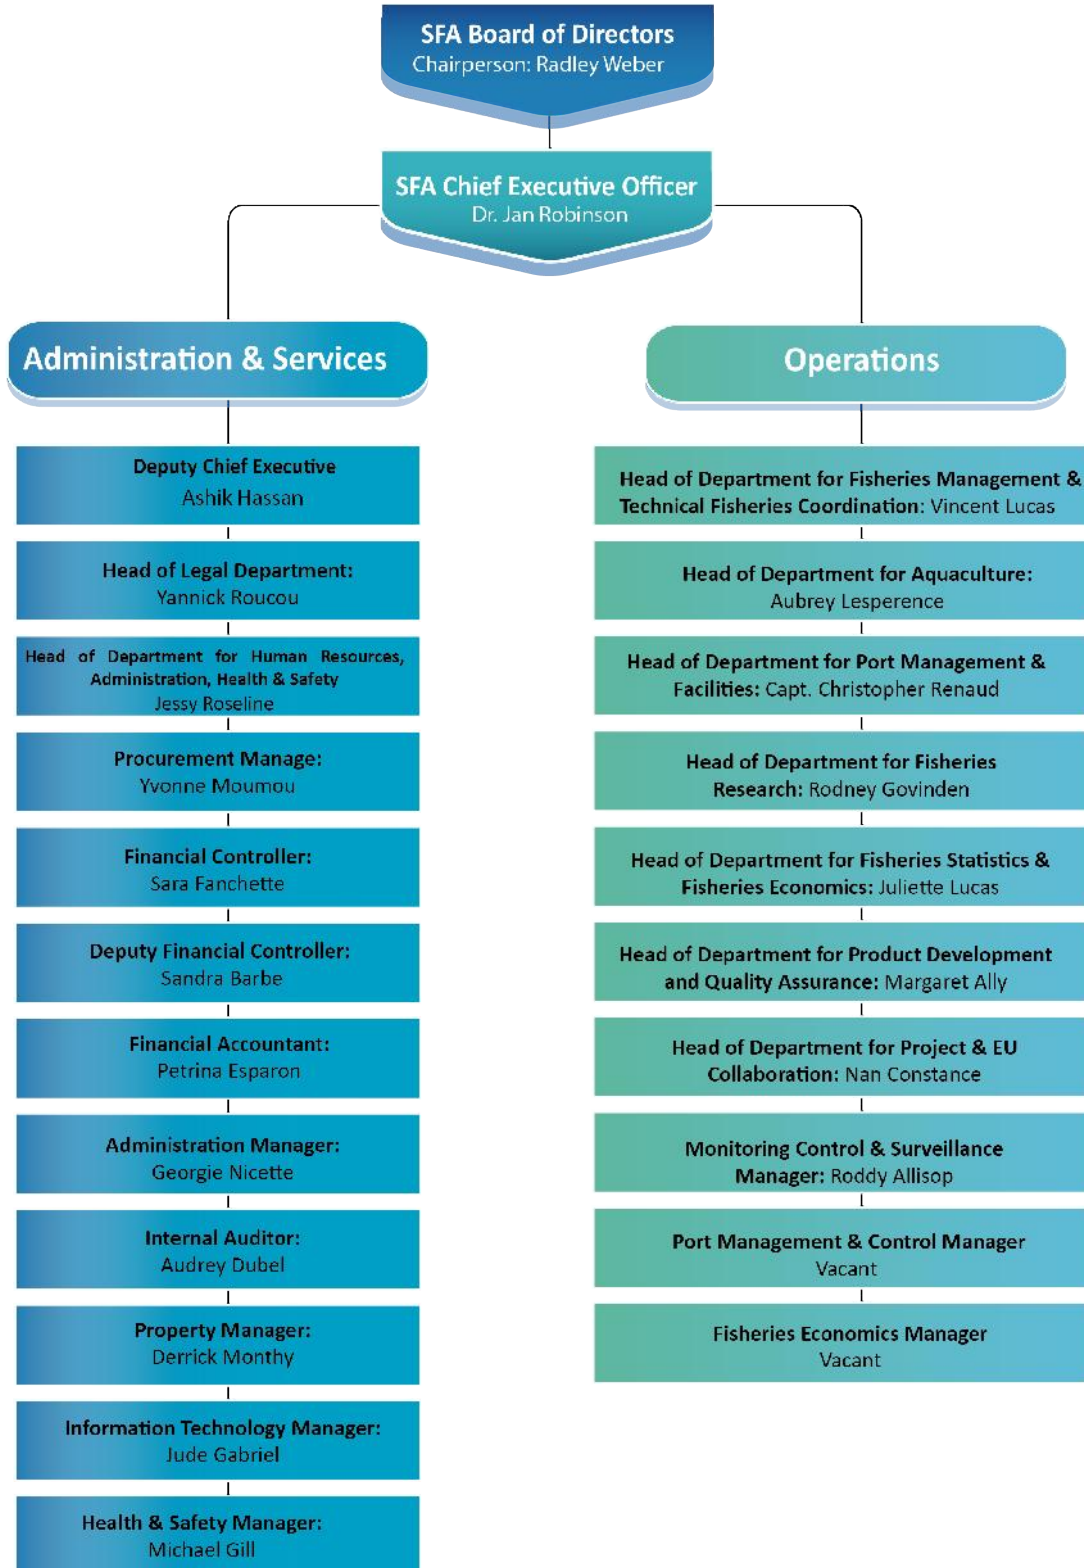 SFA Board of Directors
Chairperson: Radley Weber
SFA Chief Executive Officer
Dr. Jan Robinson
Administration & Services
Deputy Chief Executive
Ashik Hassan
Head of Legal Department:
Yannick Roucou
Head of Department for Human Resources,
Administration, Health & Safety
Jessy Roseline
Procurement Manage:
Yvonne Moumou
Financial Controller:
Sara Fanchette
Deputy Financial Controller:
Sandra Barbe
Financial Accountant:
Petrina Esparon
Administration Manager:
Georgie Nicette
Internal Auditor:
Audrey Dubel
Property Manager:
Derrick Monthy
Information Technology Manager:
Jude Gabriel
Health & Safety Manager:
Michael Gill
Operations
Head of Department for Fisheries Management &
Technical Fisheries Coordination: Vincent Lucas
Head of Department for Aquaculture:
Aubrey Lesperence
Head of Department for Port Management &
Facilities: Capt. Christopher Renaud
Head of Department for Fisheries
Research: Rodney Govinden
Head of Department for Fisheries Statistics &
Fisheries Economics: Juliette Lucas
Head of Department for Product Development
and Quality Assurance: Margaret Ally
Head of Department for Project & EU
Collaboration: Nan Constance
Monitoring Control & Surveillance
Manager: Roddy Allisop
Port Management & Control Manager
Vacant
Fisheries Economics Manager
Vacant